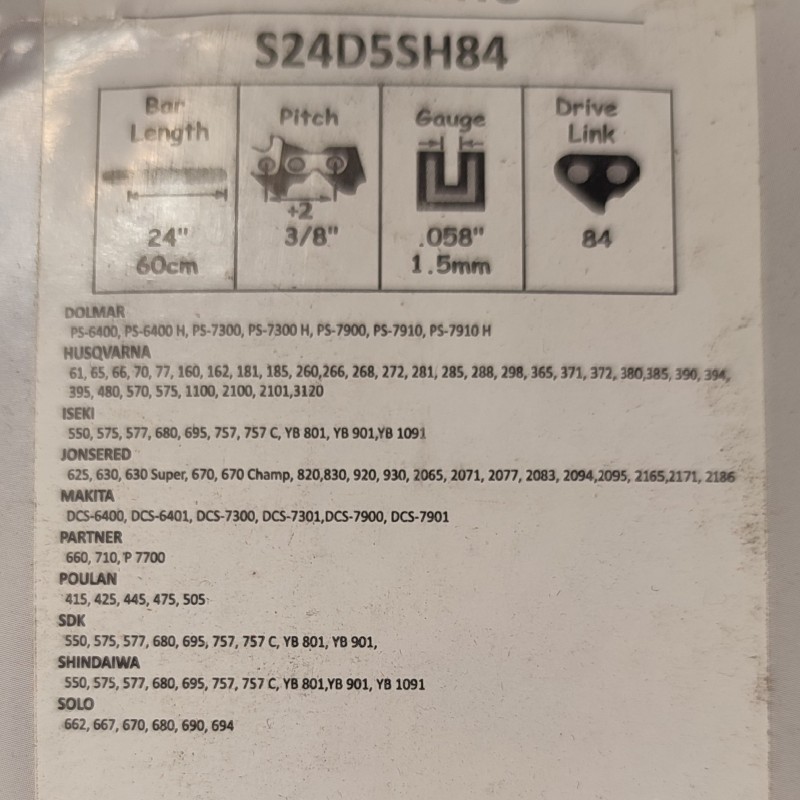 S24D5SH84
Bar Length
Pitch
Gauge
Drive Link
÷2
24"
60cm
3/8"
.058"
1.5mm
84
DOLMAR
PS-6400, PS-6400 H, PS-7300, PS-7300 H, PS-7900, PS-7910, PS-7910 H
HUSQVARNA
61, 65, 66, 70, 77, 160, 162, 181, 185, 260,266, 268, 272, 281, 285, 288, 298, 365, 371, 372, 380,385, 390, 394,
395, 480, 570, 575, 1100, 2100, 2101,3120
ISEKI
550, 575, 577, 680, 695, 757, 757 C, YB 801, YB 901,YB 1091
JONSERED
625, 630, 630 Super, 670, 670 Champ, 820,830, 920, 930, 2065, 2071, 2077, 2083, 2094,2095, 2165,2171, 2186
MAKITA
DCS-6400, DCS-6401, DCS-7300, DCS-7301,DCS-7900, DCS-7901
PARTNER
660, 710, P 7700
POULAN
415, 425, 445, 475, 505
SDK
550, 575, 577, 680, 695, 757, 757 C, YB 801, YB 901,
SHINDAIWA
550, 575, 577, 680, 695, 757, 757 C, YB 801,YB 901, YB 1091
SOLO
662, 667, 670, 680, 690, 694